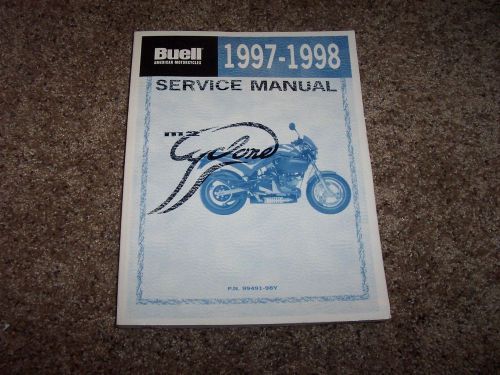 Buell
AMERICAN MOTORCYCLES
1997-1998
SERVICE MANUAL
m2
Cyclone
P.N. 99491-98Y